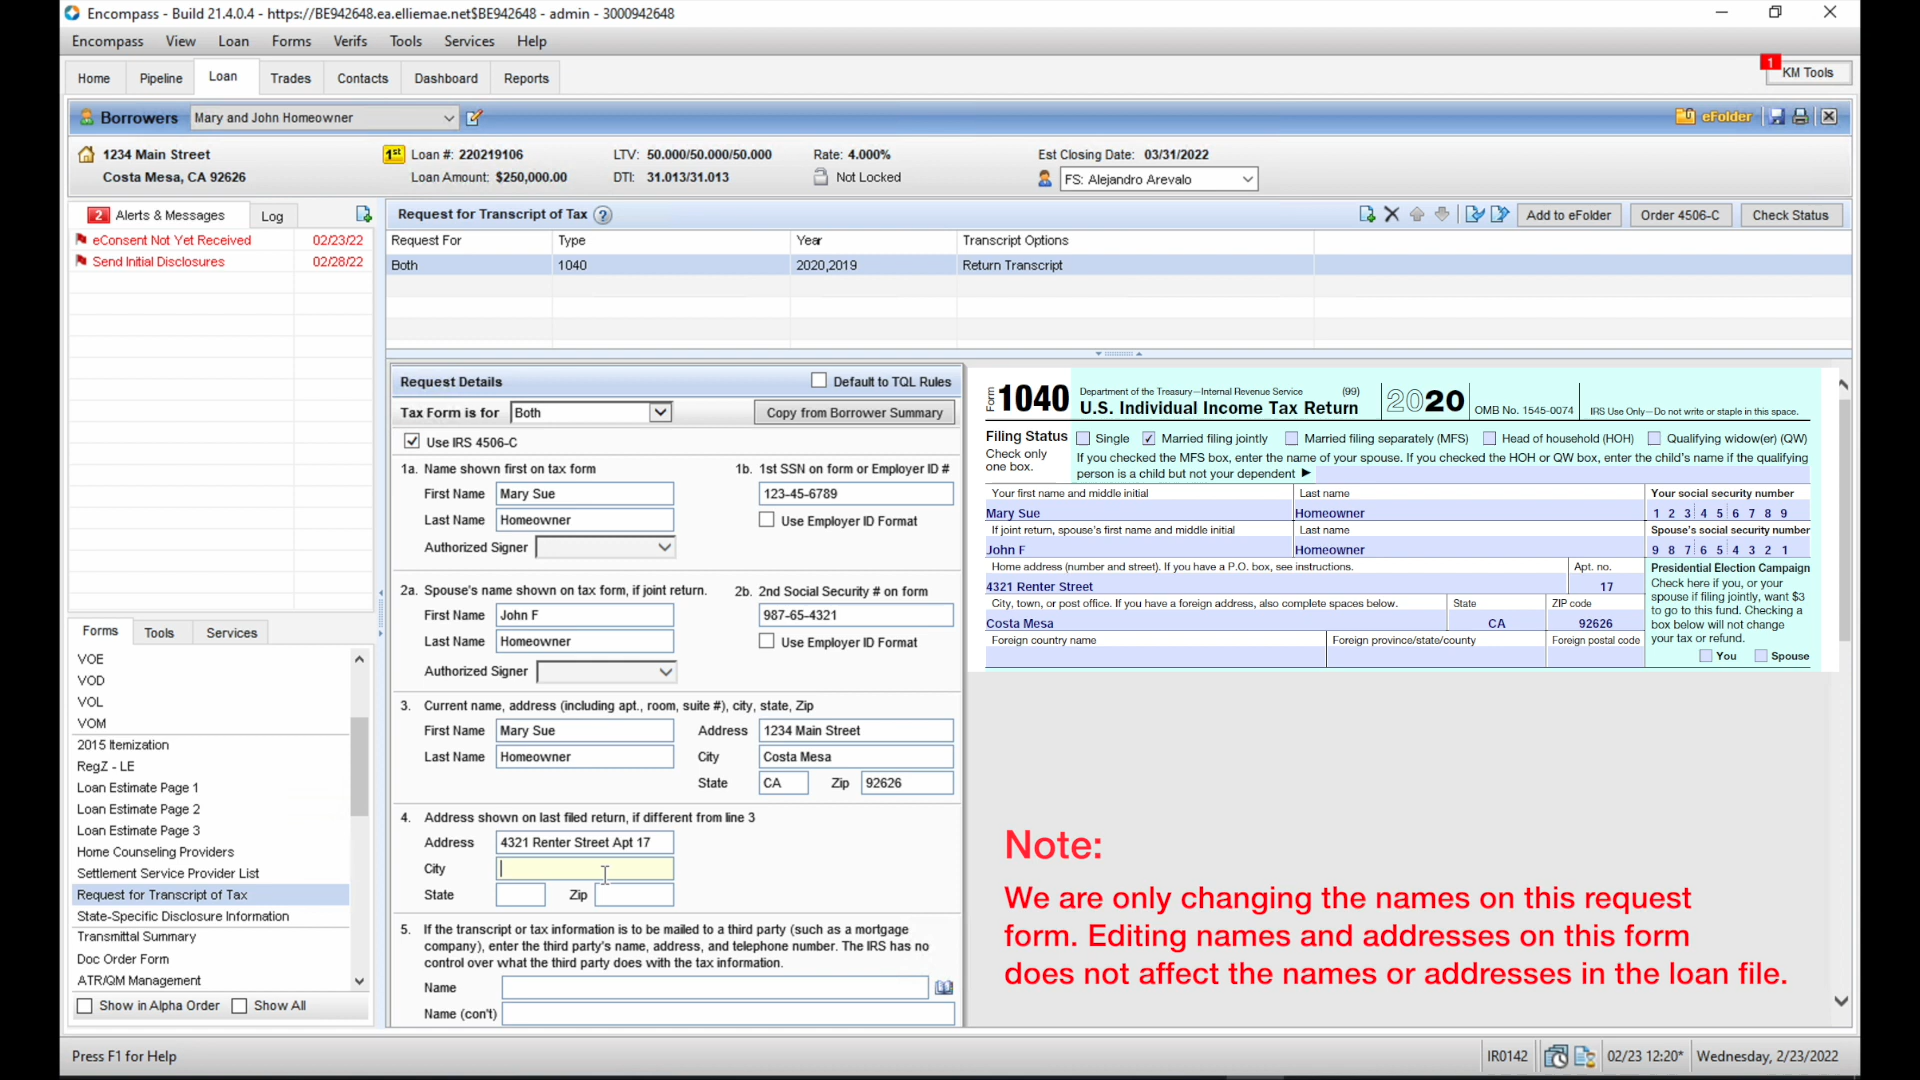 Encompass - Build 21.4.0.4 - https://BE942648.ea.elliemae.net$BE942648 - admin - 3000942648
Encompass View Loan Forms Verifs Tools Services Help
Home Pipeline Loan Trades Contacts Dashboard Reports
1 KM Tools
Borrowers Mary and John Homeowner eFolder
1234 Main Street 1st Loan #: 220219106 LTV: 50.000/50.000/50.000 Rate: 4.000% Est Closing Date: 03/31/2022
Costa Mesa, CA 92626 Loan Amount: $250,000.00 DTI: 31.013/31.013 Not Locked FS: Alejandro Arevalo
2 Alerts & Messages Log
eConsent Not Yet Received 02/23/22
Send Initial Disclosures 02/28/22
Forms Tools Services
VOE
VOD
VOL
VOM
2015 Itemization
RegZ - LE
Loan Estimate Page 1
Loan Estimate Page 2
Loan Estimate Page 3
Home Counseling Providers
Settlement Service Provider List
Request for Transcript of Tax
State-Specific Disclosure Information
Transmittal Summary
Doc Order Form
ATR/QM Management
Show in Alpha Order Show All
Request for Transcript of Tax ? Add to eFolder Order 4506-C Check Status
Request For Type Year Transcript Options
Both 1040 2020,2019 Return Transcript
Request Details Default to TQL Rules
Tax Form is for Both Copy from Borrower Summary
Use IRS 4506-C
1a. Name shown first on tax form 1b. 1st SSN on form or Employer ID #
First Name Mary Sue 123-45-6789
Last Name Homeowner Use Employer ID Format
Authorized Signer
2a. Spouse's name shown on tax form, if joint return. 2b. 2nd Social Security # on form
First Name John F 987-65-4321
Last Name Homeowner Use Employer ID Format
Authorized Signer
3. Current name, address (including apt., room, suite #), city, state, Zip
First Name Mary Sue Address 1234 Main Street
Last Name Homeowner City Costa Mesa
State CA Zip 92626
4. Address shown on last filed return, if different from line 3
Address 4321 Renter Street Apt 17
City
State Zip
5. If the transcript or tax information is to be mailed to a third party (such as a mortgage
company), enter the third party's name, address, and telephone number. The IRS has no
control over what the third party does with the tax information.
Name
Name (con't)
Form 1040 Department of the Treasury—Internal Revenue Service (99)
U.S. Individual Income Tax Return 2020 OMB No. 1545-0074 IRS Use Only—Do not write or staple in this space.
Filing Status Single ✓ Married filing jointly Married filing separately (MFS) Head of household (HOH) Qualifying widow(er) (QW)
Check only
one box.
If you checked the MFS box, enter the name of your spouse. If you checked the HOH or QW box, enter the child's name if the qualifying
person is a child but not your dependent ►
Your first name and middle initial Last name Your social security number
Mary Sue Homeowner 1 2 3 4 5 6 7 8 9
If joint return, spouse's first name and middle initial Last name Spouse's social security number
John F Homeowner 9 8 7 6 5 4 3 2 1
Home address (number and street). If you have a P.O. box, see instructions. Apt. no.
4321 Renter Street 17
City, town, or post office. If you have a foreign address, also complete spaces below. State ZIP code
Costa Mesa CA 92626
Foreign country name Foreign province/state/county Foreign postal code
Presidential Election Campaign
Check here if you, or your
spouse if filing jointly, want $3
to go to this fund. Checking a
box below will not change
your tax or refund.
You Spouse
Note:
We are only changing the names on this request
form. Editing names and addresses on this form
does not affect the names or addresses in the loan file.
Press F1 for Help IR0142 02/23 12:20* Wednesday, 2/23/2022